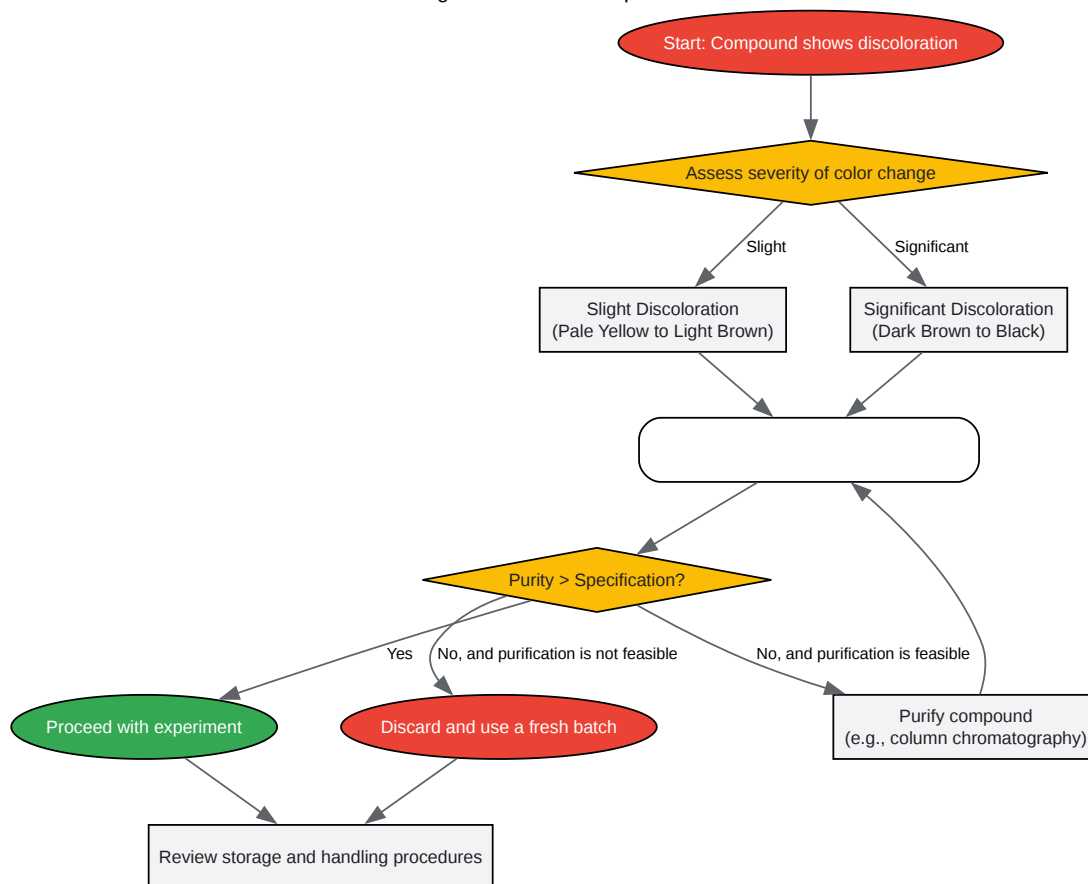 Start: Compound shows discoloration
Assess severity of color change
Slight
Significant
Slight Discoloration
(Pale Yellow to Light Brown)
Significant Discoloration
(Dark Brown to Black)
Purity > Specification?
Yes
No, and purification is not feasible
No, and purification is feasible
Proceed with experiment
Discard and use a fresh batch
Purify compound
(e.g., column chromatography)
Review storage and handling procedures